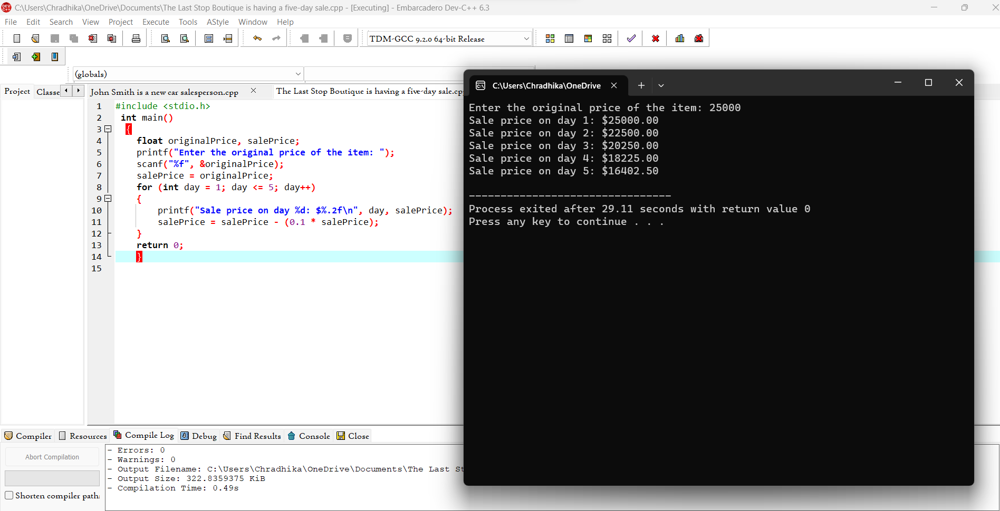 C:\Users\Chradhika\OneDrive\Documents\The Last Stop Boutique is having a five-day sale.cpp - [Executing] - Embarcadero Dev-C++ 6.3
File Edit Search View Project Execute Tools AStyle Window Help
TDM-GCC 9.2.0 64-bit Release
(globals)
Project Classe John Smith is a new car salesperson.cpp The Last Stop Boutique is having a five-day sale.cp
1 #include <stdio.h>
2 int main()
3 {
4 float originalPrice, salePrice;
5 printf("Enter the original price of the item: ");
6 scanf("%f", &originalPrice);
7 salePrice = originalPrice;
8 for (int day = 1; day <= 5; day++)
9 {
10 printf("Sale price on day %d: $%.2f\n", day, salePrice);
11 salePrice = salePrice - (0.1 * salePrice);
12 }
13 return 0;
14 }
15
C:\Users\Chradhika\OneDrive
Enter the original price of the item: 25000
Sale price on day 1: $25000.00
Sale price on day 2: $22500.00
Sale price on day 3: $20250.00
Sale price on day 4: $18225.00
Sale price on day 5: $16402.50
--------------------------------
Process exited after 29.11 seconds with return value 0
Press any key to continue . . .
Compiler Resources Compile Log Debug Find Results Console Close
Abort Compilation
Shorten compiler path
- Errors: 0
- Warnings: 0
- Output Filename: C:\Users\Chradhika\OneDrive\Documents\The Last St
- Output Size: 322.8359375 KiB
- Compilation Time: 0.49s